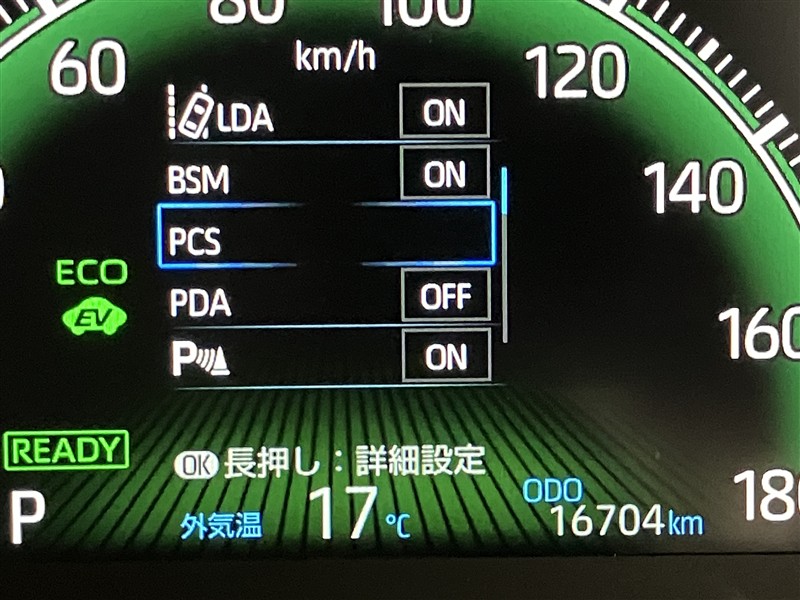 80 100
60 km/h 120
LDA ON
BSM ON
140
PCS
ECO
EV
PDA OFF
160
P ON
READY
OK 長押し：詳細設定
P 外気温 17℃ ODO 16704km
180